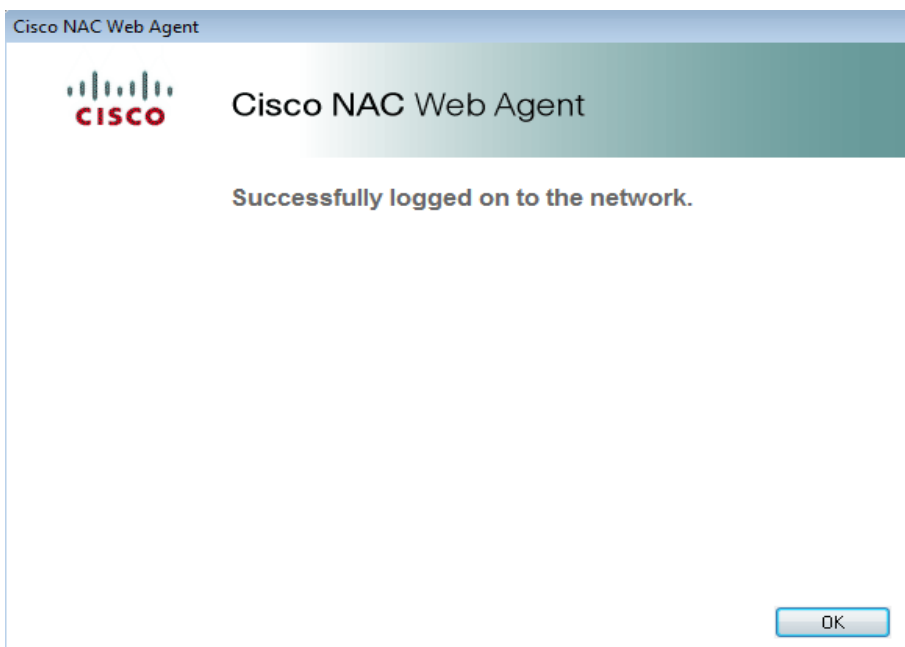 Cisco NAC Web Agent
CISCO
Cisco NAC Web Agent
Successfully logged on to the network.
OK